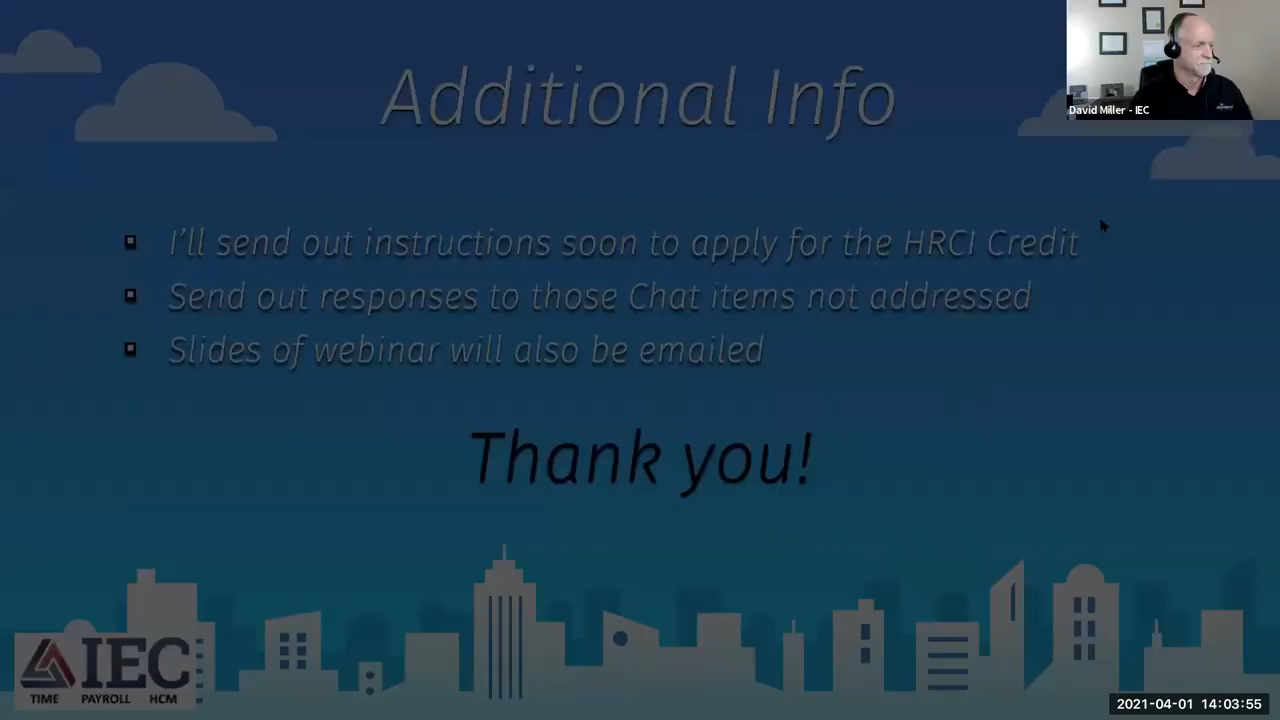 Additional Info
David Miller - IEC
I'll send out instructions soon to apply for the HRCI Credit
Send out responses to those Chat items not addressed
Slides of webinar will also be emailed
Thank you!
IEC
TIME PAYROLL HCM
2021-04-01 14:03:55